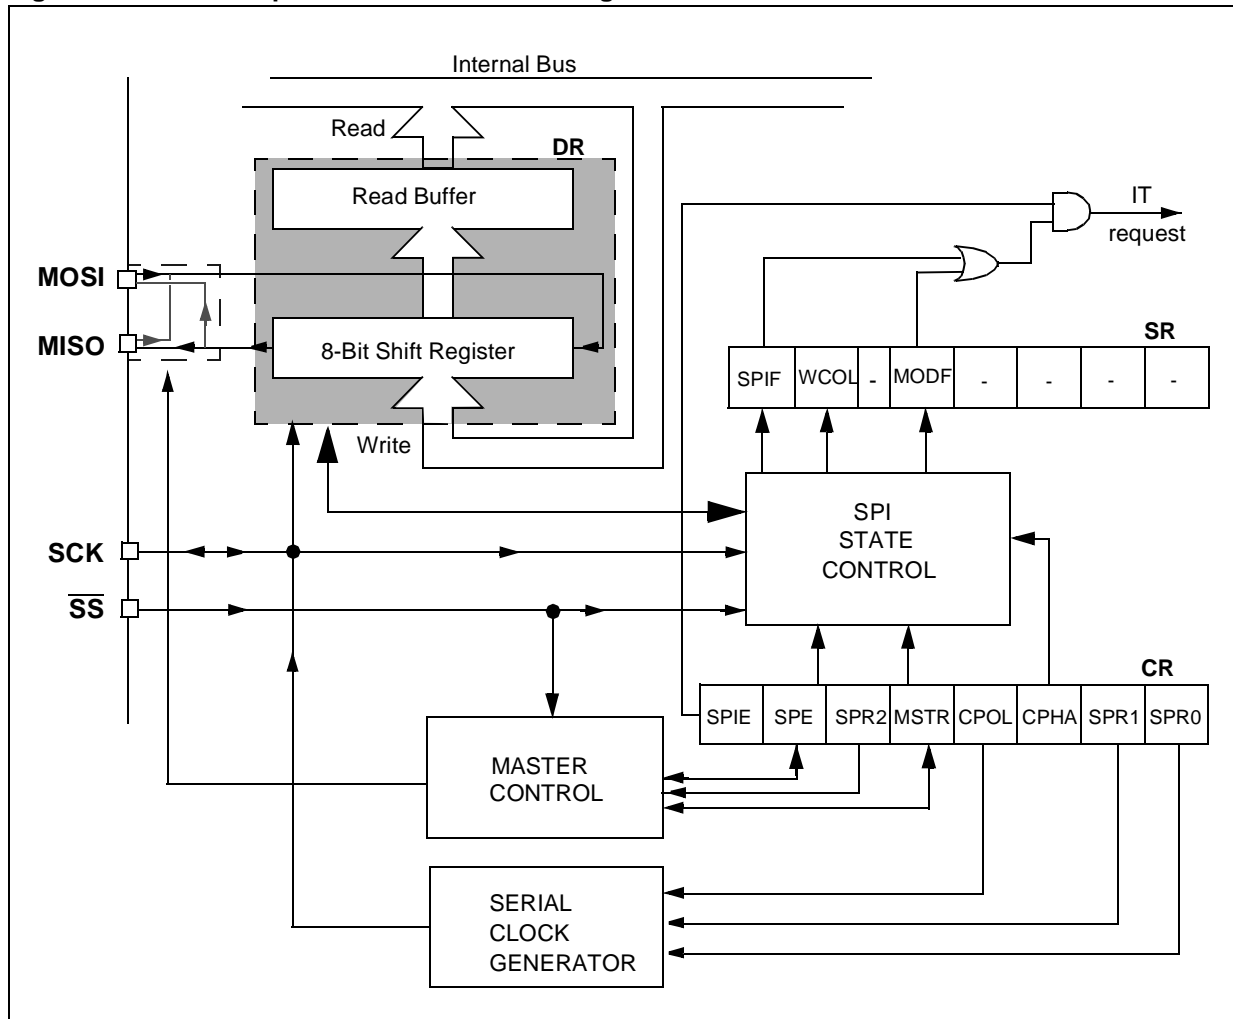 Internal Bus
Read
DR
Read Buffer
IT
request
MOSI
MISO
8-Bit Shift Register
SR
SPIF WCOL - MODF - - - -
Write
SPI
STATE
CONTROL
SCK
SS
CR
SPIE SPE SPR2 MSTR CPOL CPHA SPR1 SPR0
MASTER
CONTROL
SERIAL
CLOCK
GENERATOR